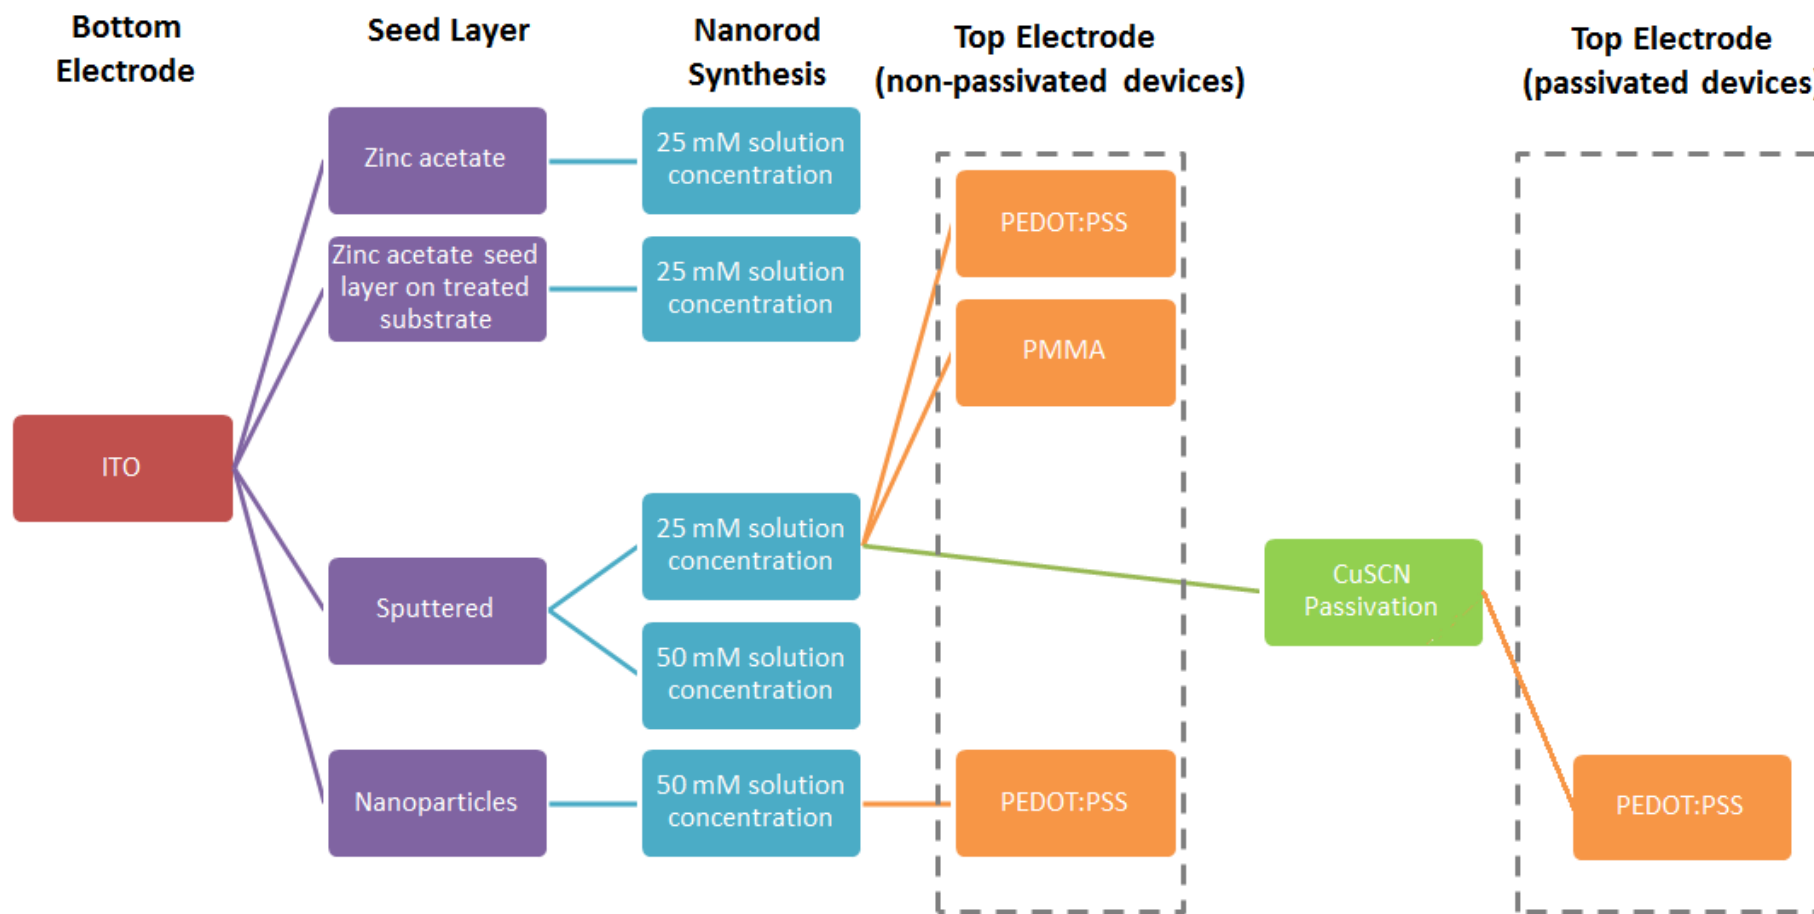 Bottom
Electrode
Seed Layer
Nanorod
Synthesis
Top Electrode
(non-passivated devices)
Top Electrode
(passivated devices)
Zinc acetate
25 mM solution
concentration
Zinc acetate seed
layer on treated
substrate
25 mM solution
concentration
PEDOT:PSS
PMMA
ITO
Sputtered
25 mM solution
concentration
50 mM solution
concentration
CuSCN
Passivation
Nanoparticles
50 mM solution
concentration
PEDOT:PSS
PEDOT:PSS